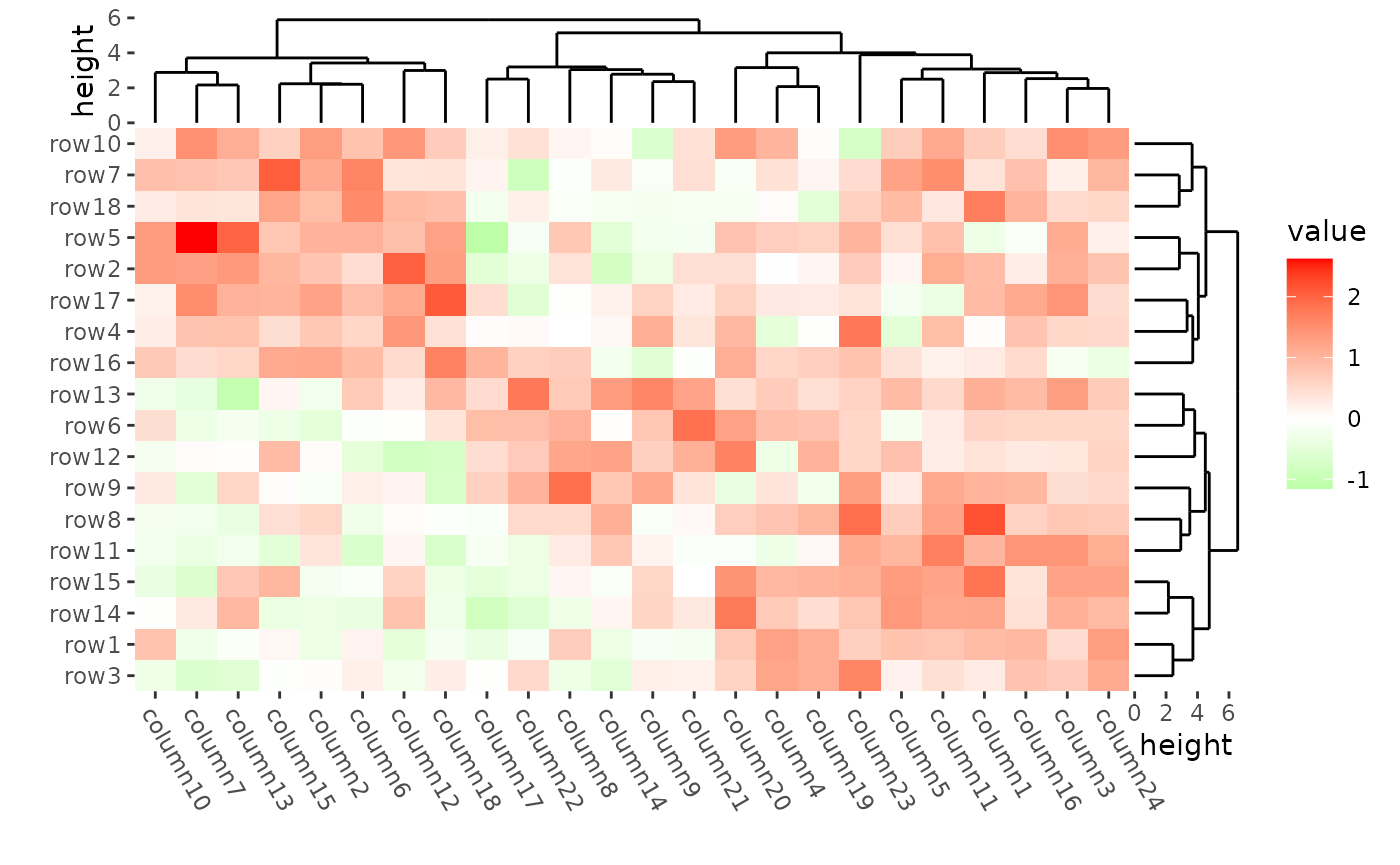 height
6
4
2
0
row10
row7
row18
row5
row2
row17
row4
row16
row13
row6
row12
row9
row8
row11
row15
row14
row1
row3
column10
column7
column13
column15
column2
column6
column12
column18
column17
column22
column8
column14
column9
column21
column20
column4
column19
column23
column5
column11
column1
column16
column3
column24
0 2 4 6
height
value
2
1
0
-1